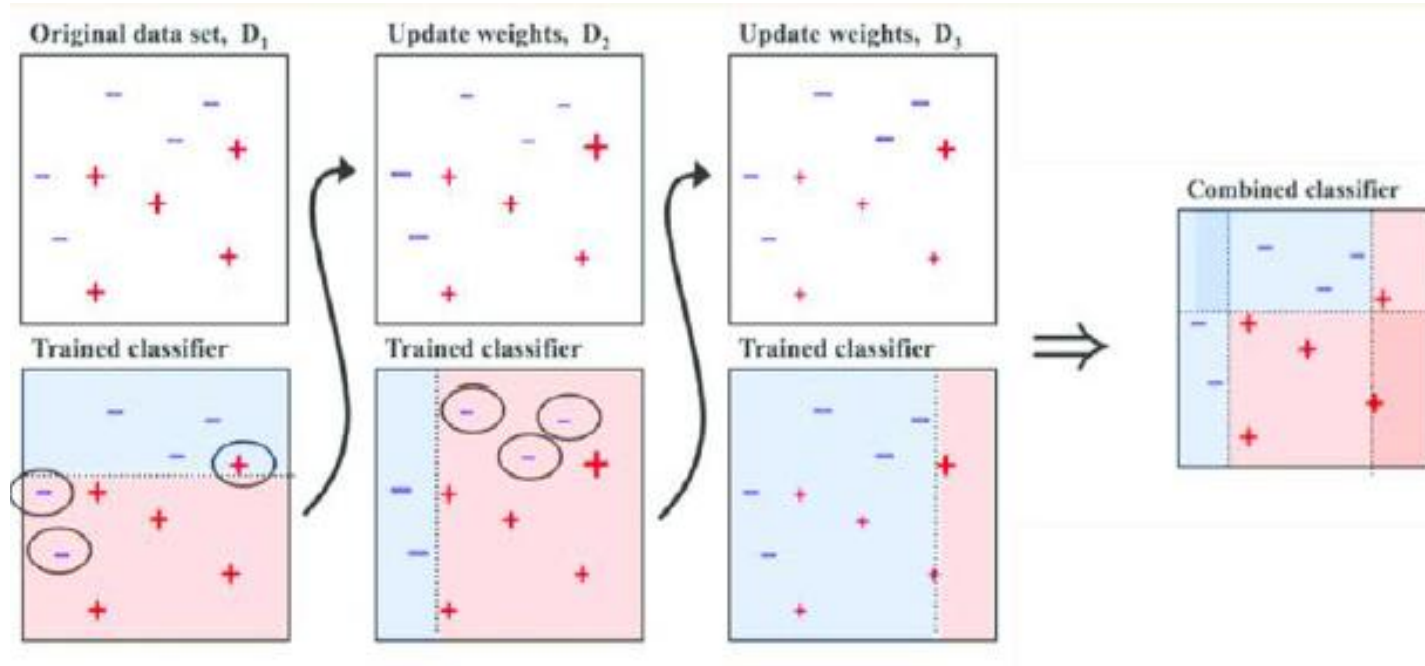 Original data set, D₁
Update weights, D₂
Update weights, D₃
Combined classifier
Trained classifier
Trained classifier
Trained classifier